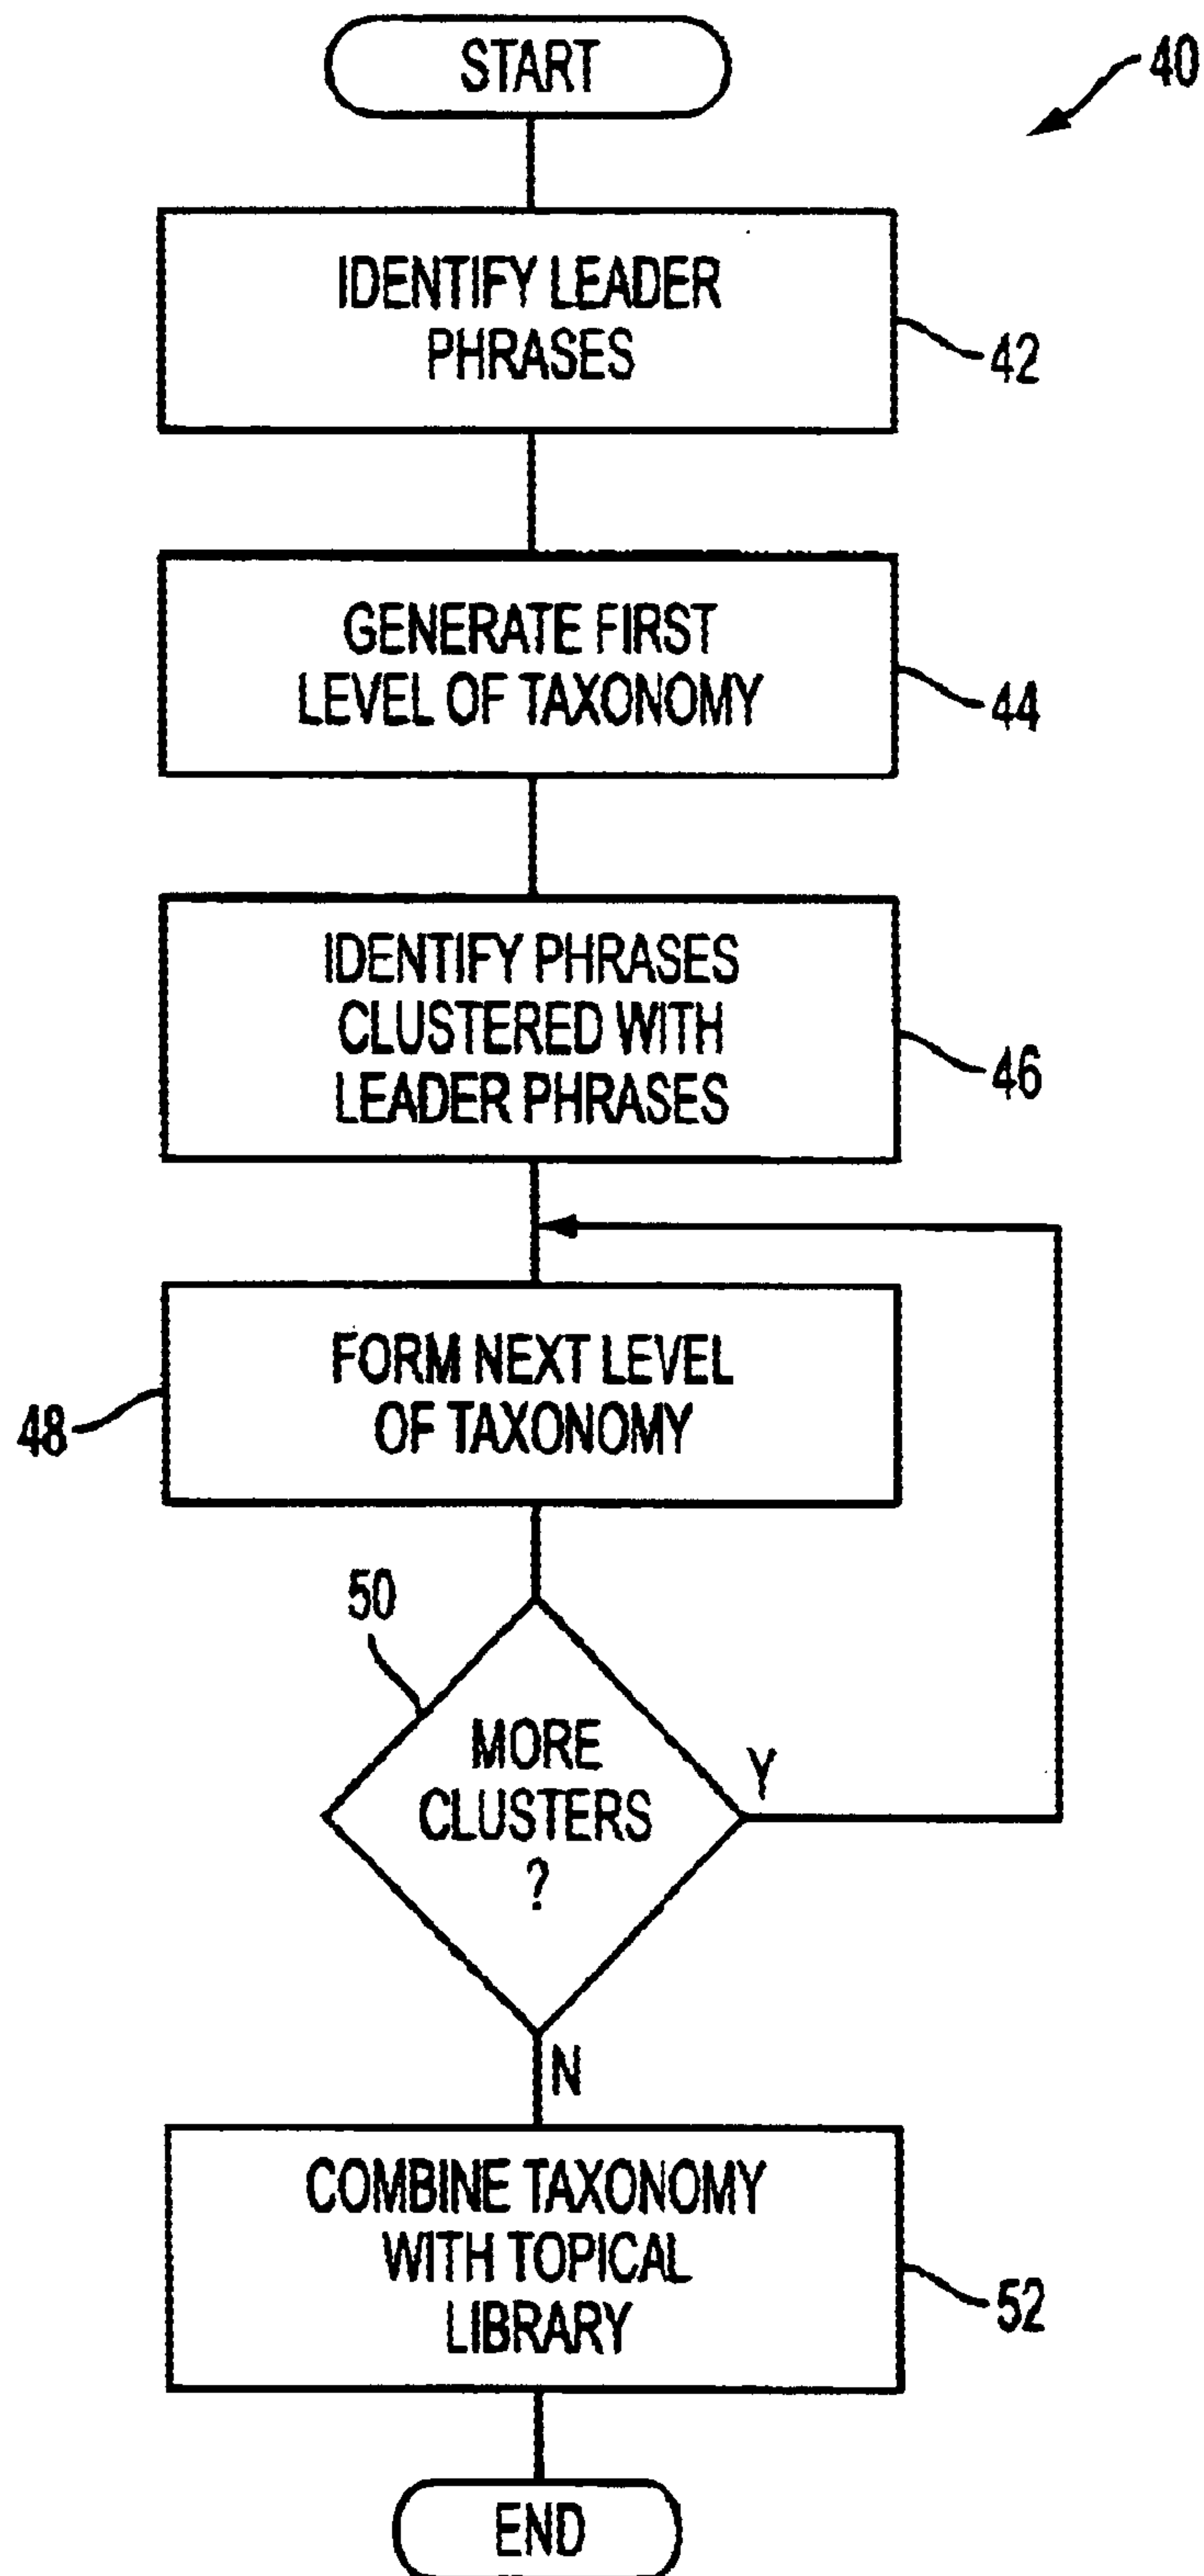 START
40
IDENTIFY LEADER
PHRASES
42
GENERATE FIRST
LEVEL OF TAXONOMY
44
IDENTIFY PHRASES
CLUSTERED WITH
LEADER PHRASES
46
FORM NEXT LEVEL
OF TAXONOMY
48
50
MORE
CLUSTERS
?
Y
N
COMBINE TAXONOMY
WITH TOPICAL
LIBRARY
52
END